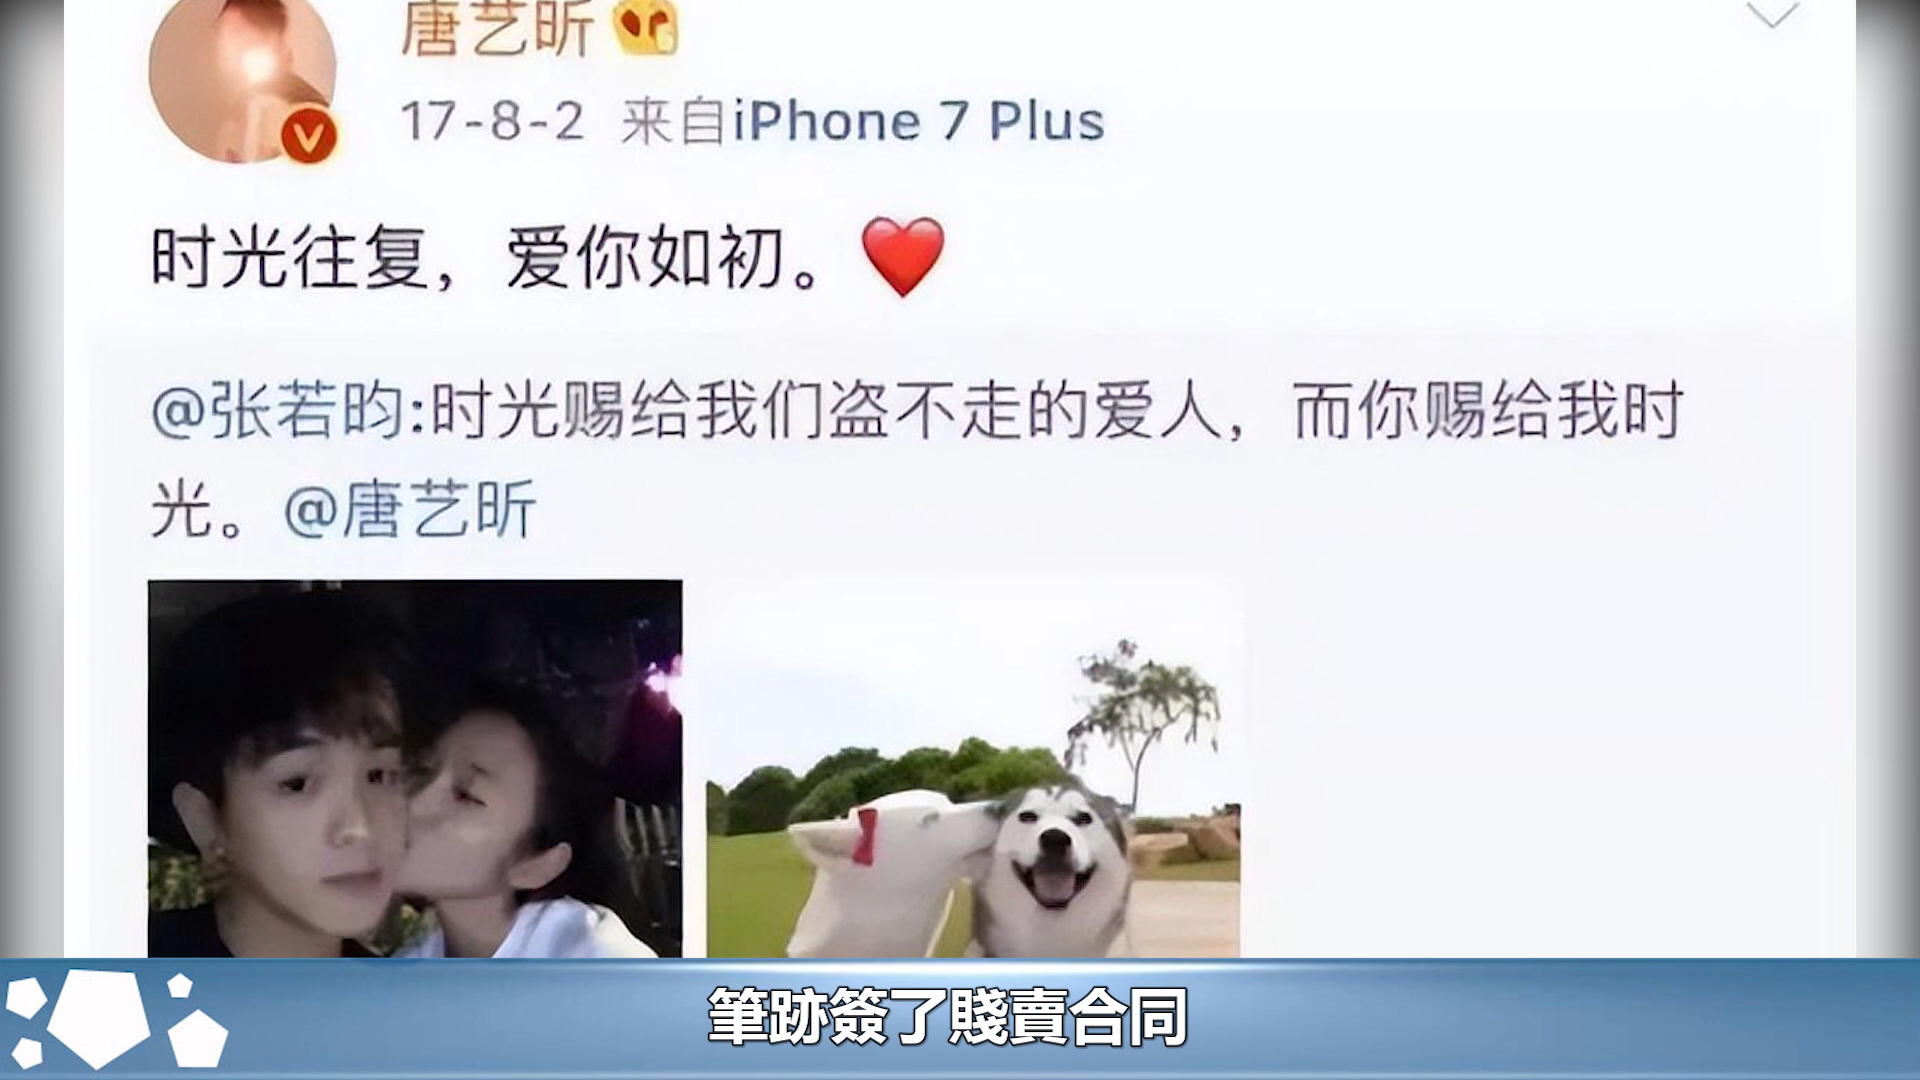 唐艺昕
17-8-2 来自iPhone 7 Plus
时光往复，爱你如初。❤️
@张若昀:时光赐给我们盗不走的爱人，而你赐给我时
光。@唐艺昕
筆跡簽了賤賣合同